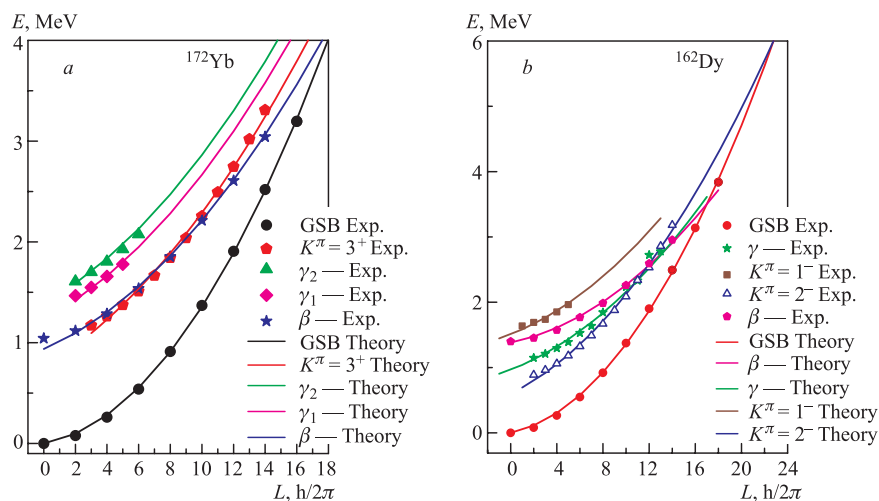 E, MeV
a
¹⁷²Yb
4
3
2
1
0
GSB Exp.
Kπ = 3⁺ Exp.
γ₂ — Exp.
γ₁ — Exp.
β — Exp.
GSB Theory
Kπ = 3⁺ Theory
γ₂ — Theory
γ₁ — Theory
β — Theory
0 2 4 6 8 10 12 14 16 18
L, h/2π
E, MeV
b
¹⁶²Dy
6
4
2
0
GSB Exp.
γ — Exp.
Kπ = 1⁻ Exp.
Kπ = 2⁻ Exp.
β — Exp.
GSB Theory
β — Theory
γ — Theory
Kπ = 1⁻ Theory
Kπ = 2⁻ Theory
0 4 8 12 16 20 24
L, h/2π